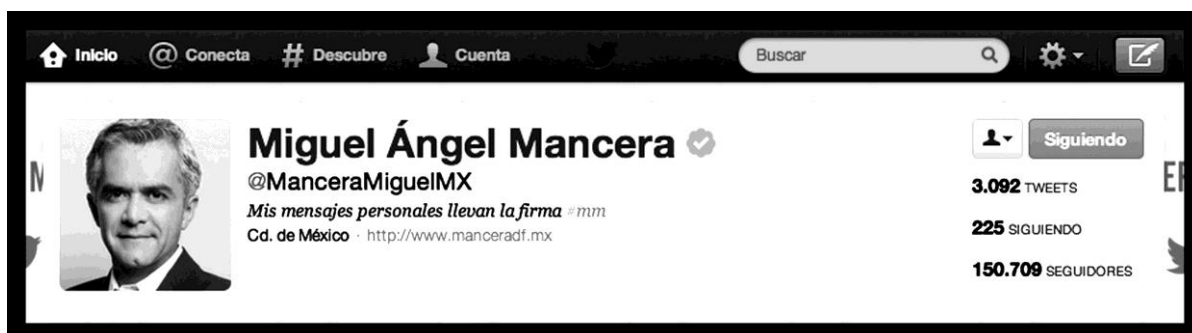 Inicio @ Conecta # Descubre Cuenta Buscar
Miguel Ángel Mancera
@ManceraMiguelMX
Mis mensajes personales llevan la firma #mm
Cd. de México · http://www.manceradf.mx
Siguiendo
3.092 TWEETS
225 SIGUIENDO
150.709 SEGUIDORES